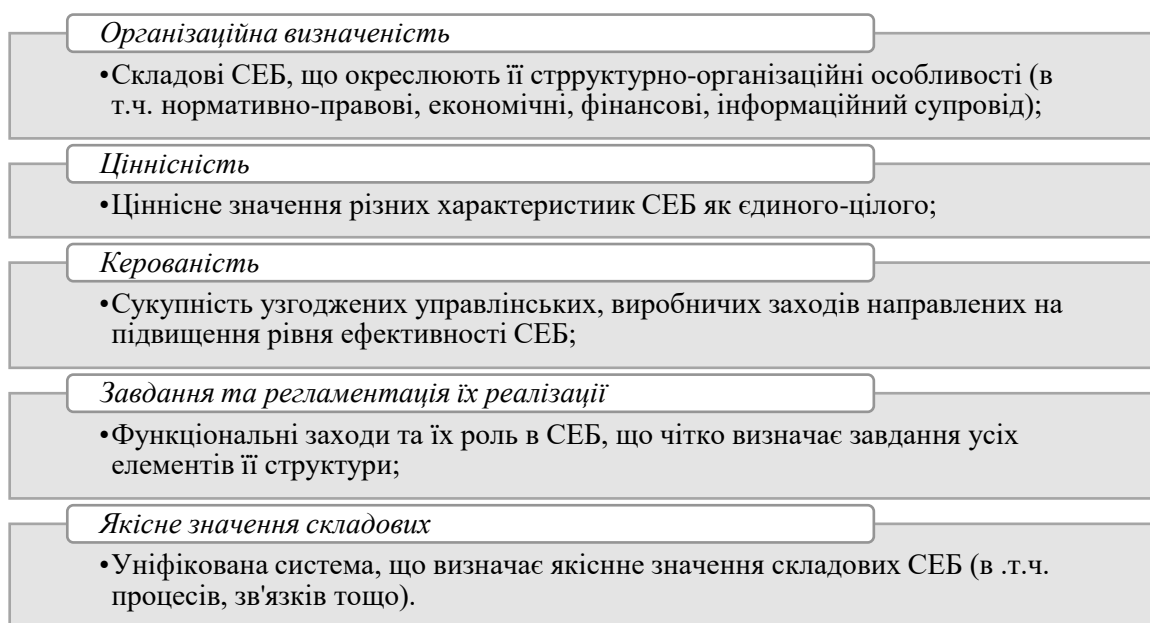 Організаційна визначеність
•Складові СЕБ, що окреслюють її стрруктурно-організаційні особливості (в
т.ч. нормативно-правові, економічні, фінансові, інформаційний супровід);
Ціннісність
•Ціннісне значення різних характеристиик СЕБ як єдиного-цілого;
Керованість
•Сукупність узгоджених управлінських, виробничих заходів направлених на
підвищення рівня ефективності СЕБ;
Завдання та регламентація їх реалізації
•Функціональні заходи та їх роль в СЕБ, що чітко визначає завдання усіх
елементів її структури;
Якісне значення складових
•Уніфікована система, що визначає якіснне значення складових СЕБ (в .т.ч.
процесів, зв'язків тощо).